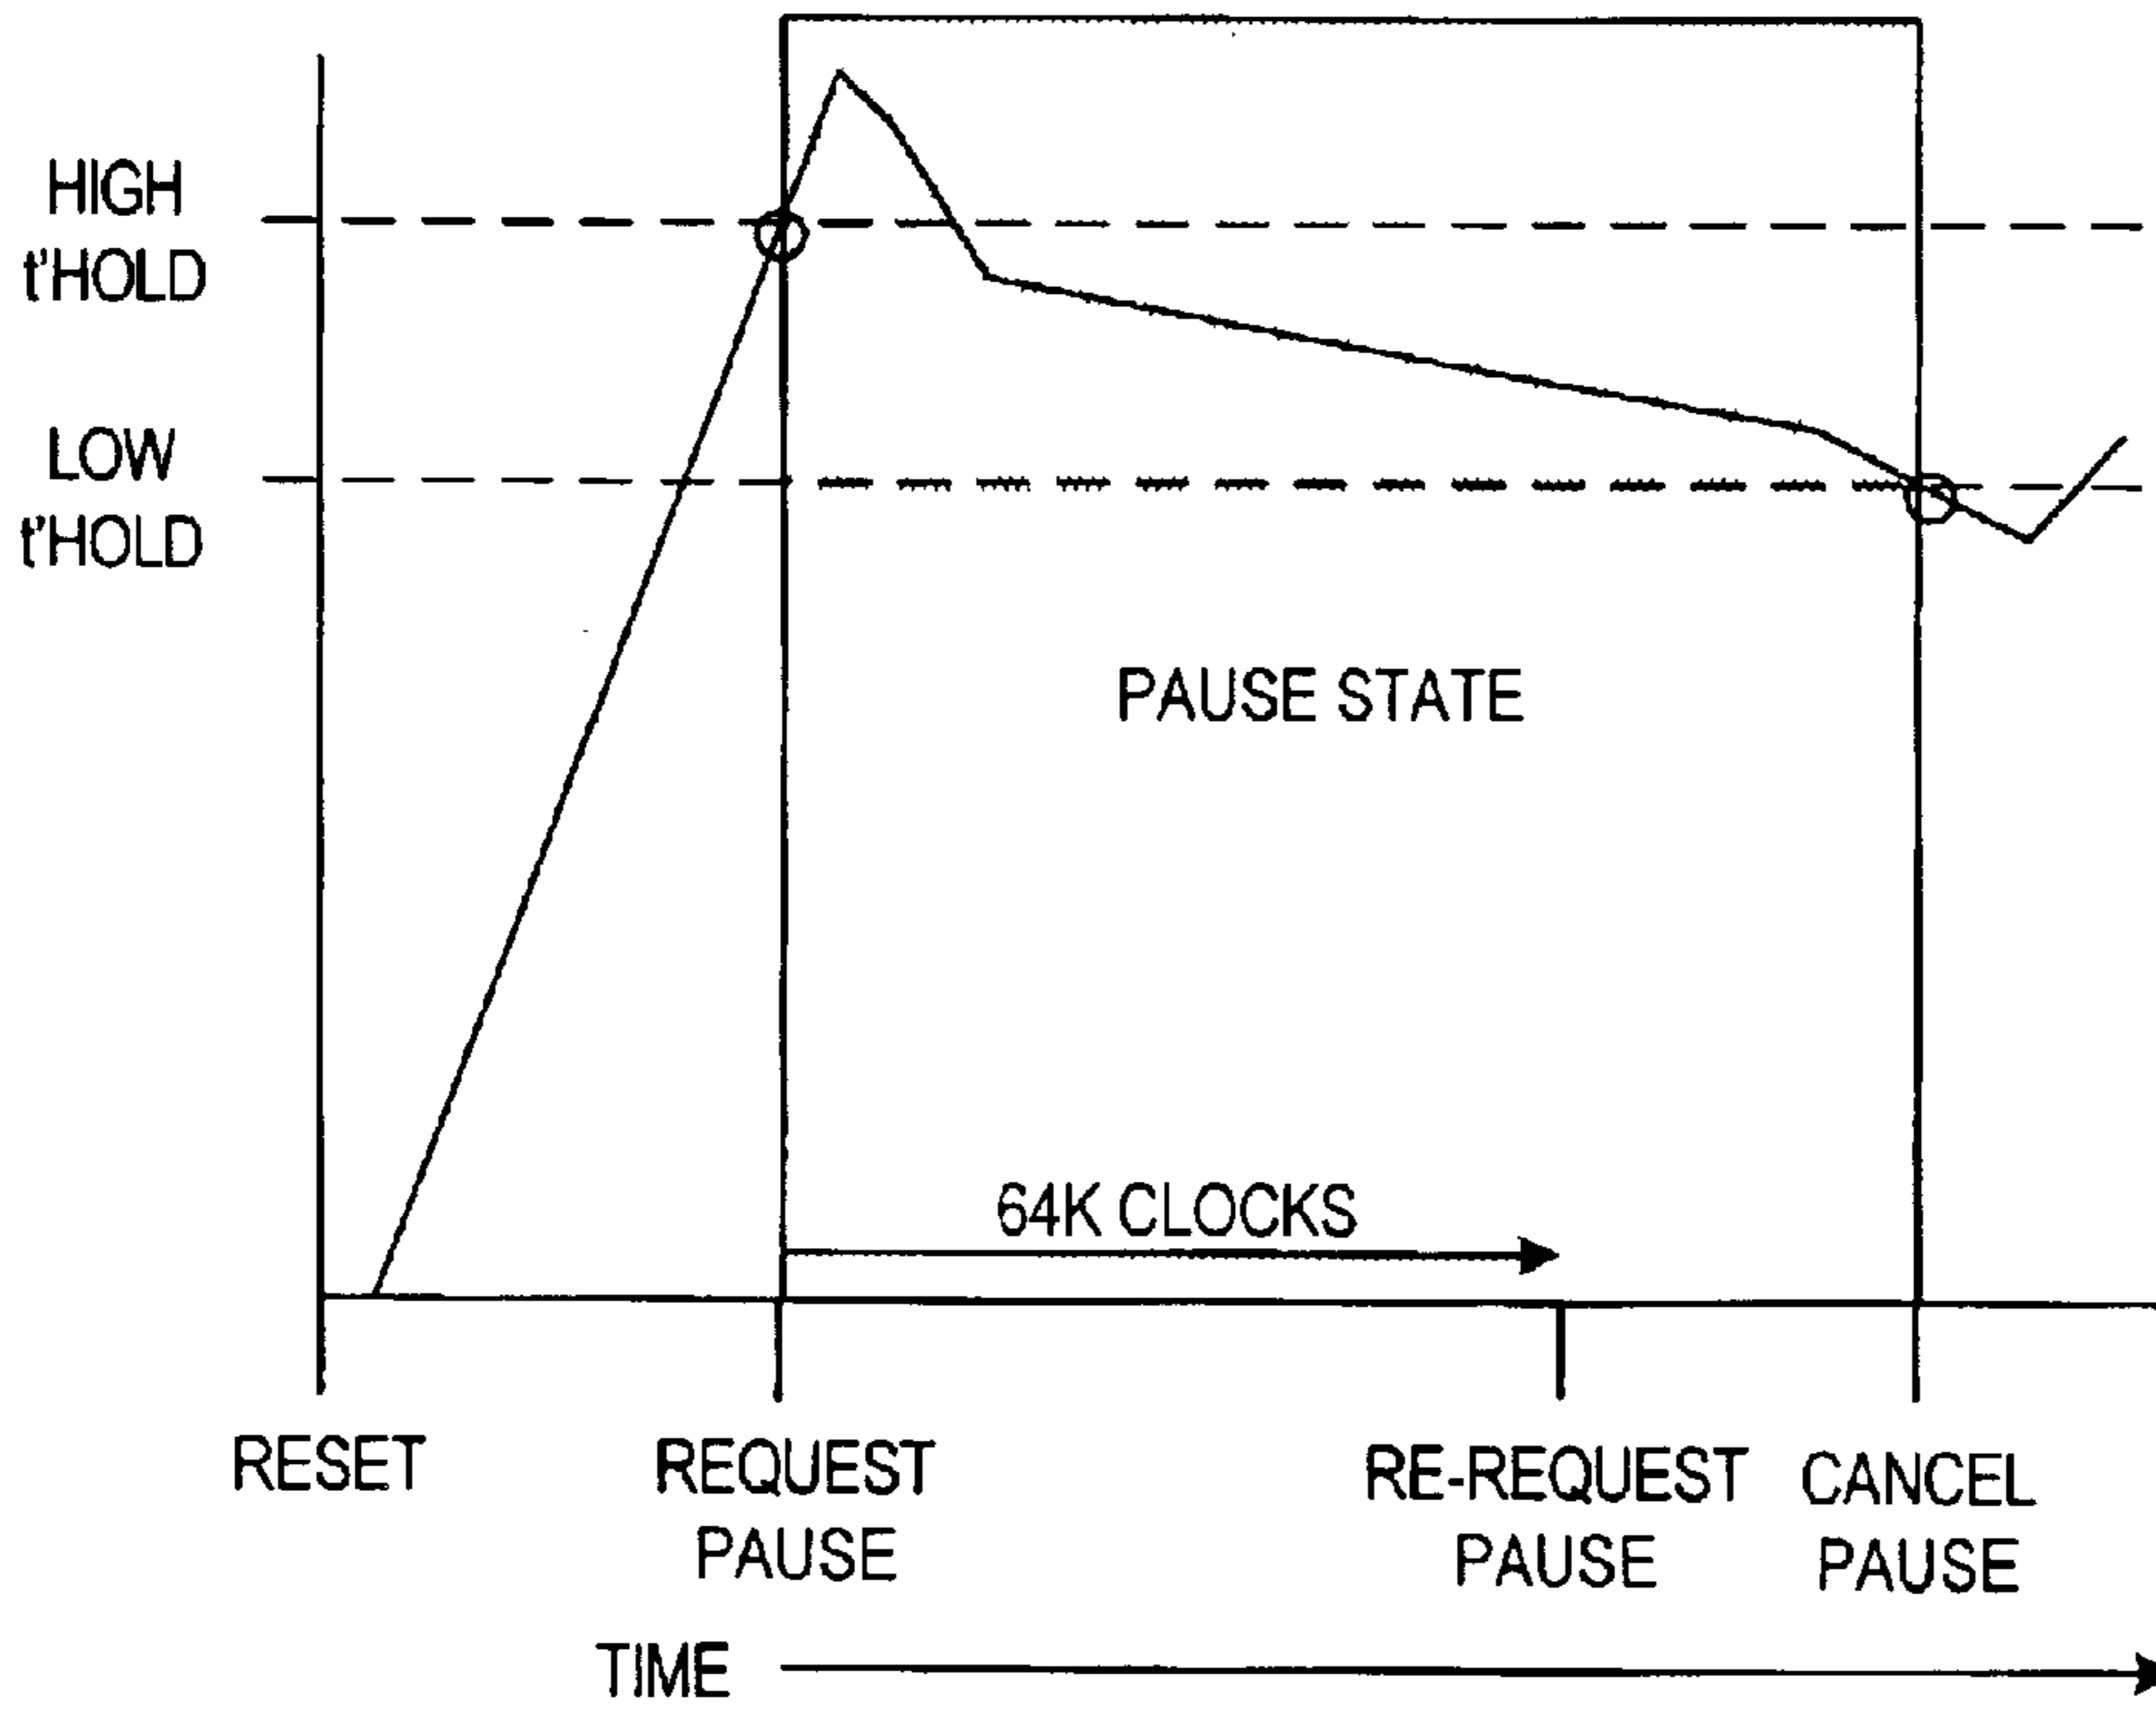 HIGH
t'HOLD
LOW
t'HOLD
PAUSE STATE
64K CLOCKS
RESET
REQUEST
PAUSE
RE-REQUEST
PAUSE
CANCEL
PAUSE
TIME